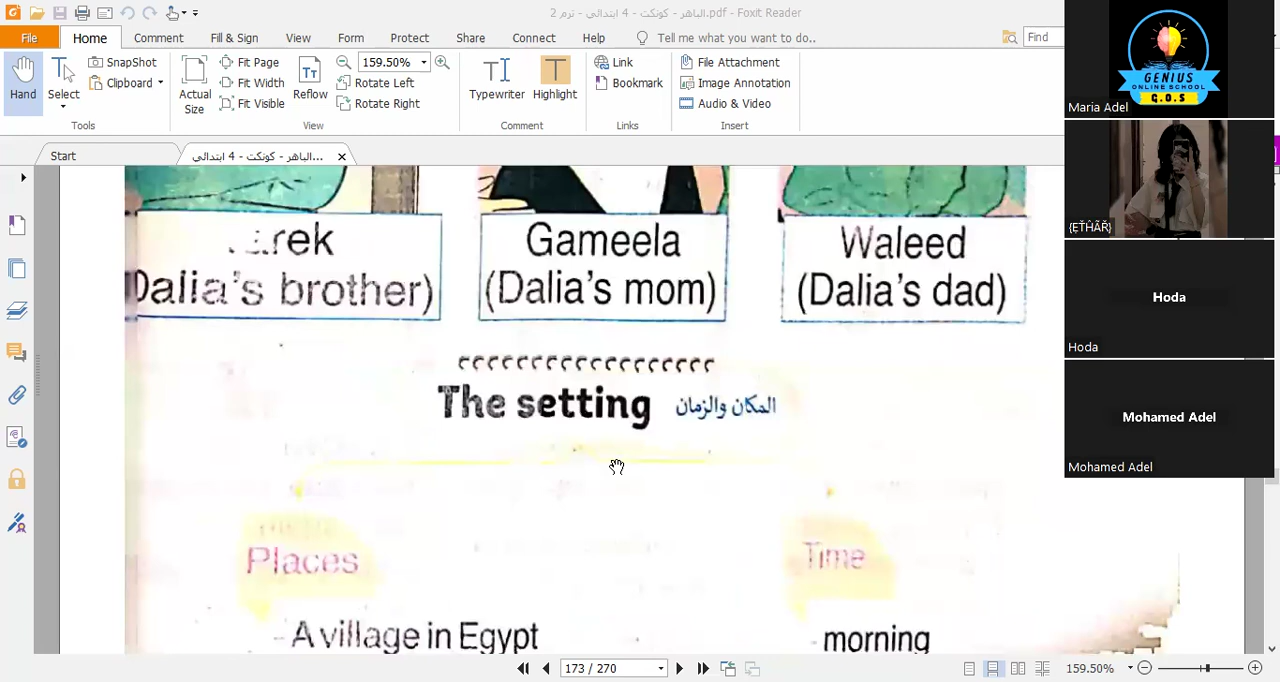 الباهر - كونكت - 4 ابتدائي - ترم 2.pdf - Foxit Reader
File Home Comment Fill & Sign View Form Protect Share Connect Help Tell me what you want to do.. Find
Hand
Select
SnapShot
Clipboard
Actual Size
Fit Page
Fit Width
Fit Visible
Reflow
159.50%
Rotate Left
Rotate Right
Typewriter
Highlight
Link
Bookmark
File Attachment
Image Annotation
Audio & Video
Tools View Comment Links Insert
Start
الباهر - كونكت - 4 ابتدائي...
GENIUS
ONLINE SCHOOL
G.O.S
Maria Adel
Hoda
Hoda
Mohamed Adel
Mohamed Adel
(Dalia's brother)
Gameela
(Dalia's mom)
Waleed
(Dalia's dad)
The setting المكان والزمان
Places
Time
- A village in Egypt
- morning
173 / 270
159.50%